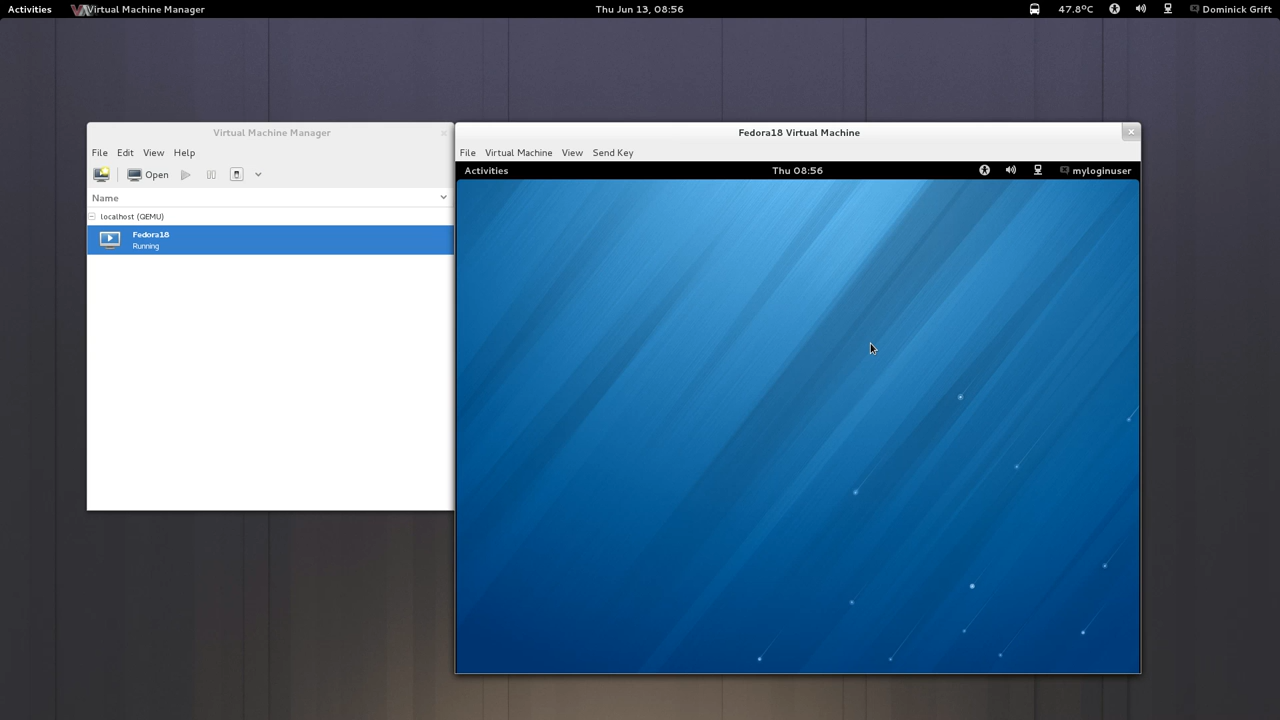 Activities Virtual Machine Manager Thu Jun 13, 08:56 47.8ºC Dominick Grift
Virtual Machine Manager
File Edit View Help
Open
Name
localhost (QEMU)
Fedora18
Running
Fedora18 Virtual Machine
File Virtual Machine View Send Key
Activities Thu 08:56 myloginuser